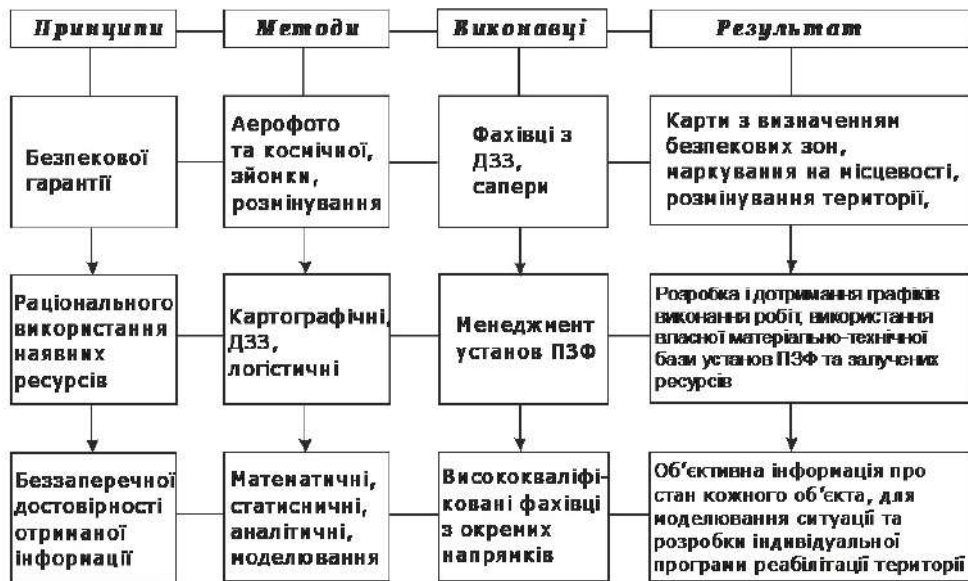 Принципи
Методи
Виконавці
Результат
Безпекової
гарантії
Аерофото
та космічної,
зйомки,
розмінування
Фахівці з
ДЗЗ,
сапери
Карти з визначенням
безпекових зон,
маркування на місцевості,
розмінування території,
Раціонального
використання
наявних
ресурсів
Картографічні,
ДЗЗ,
логістичні
Менеджмент
установ ПЗФ
Розробка і дотримання графіків
виконання робіт, використання
власної матеріально-технічної
бази установ ПЗФ та залучених
ресурсів
Беззаперечної
достовірності
отриманої
інформації
Математичні,
статисничні,
аналітичні,
моделювання
Висококваліфі-
ковані фахівці
з окремих
напрямків
Об'єктивна інформація про
стан кожного об'єкта, для
моделювання ситуації та
розробки індивідуальної
програми реабілітації території